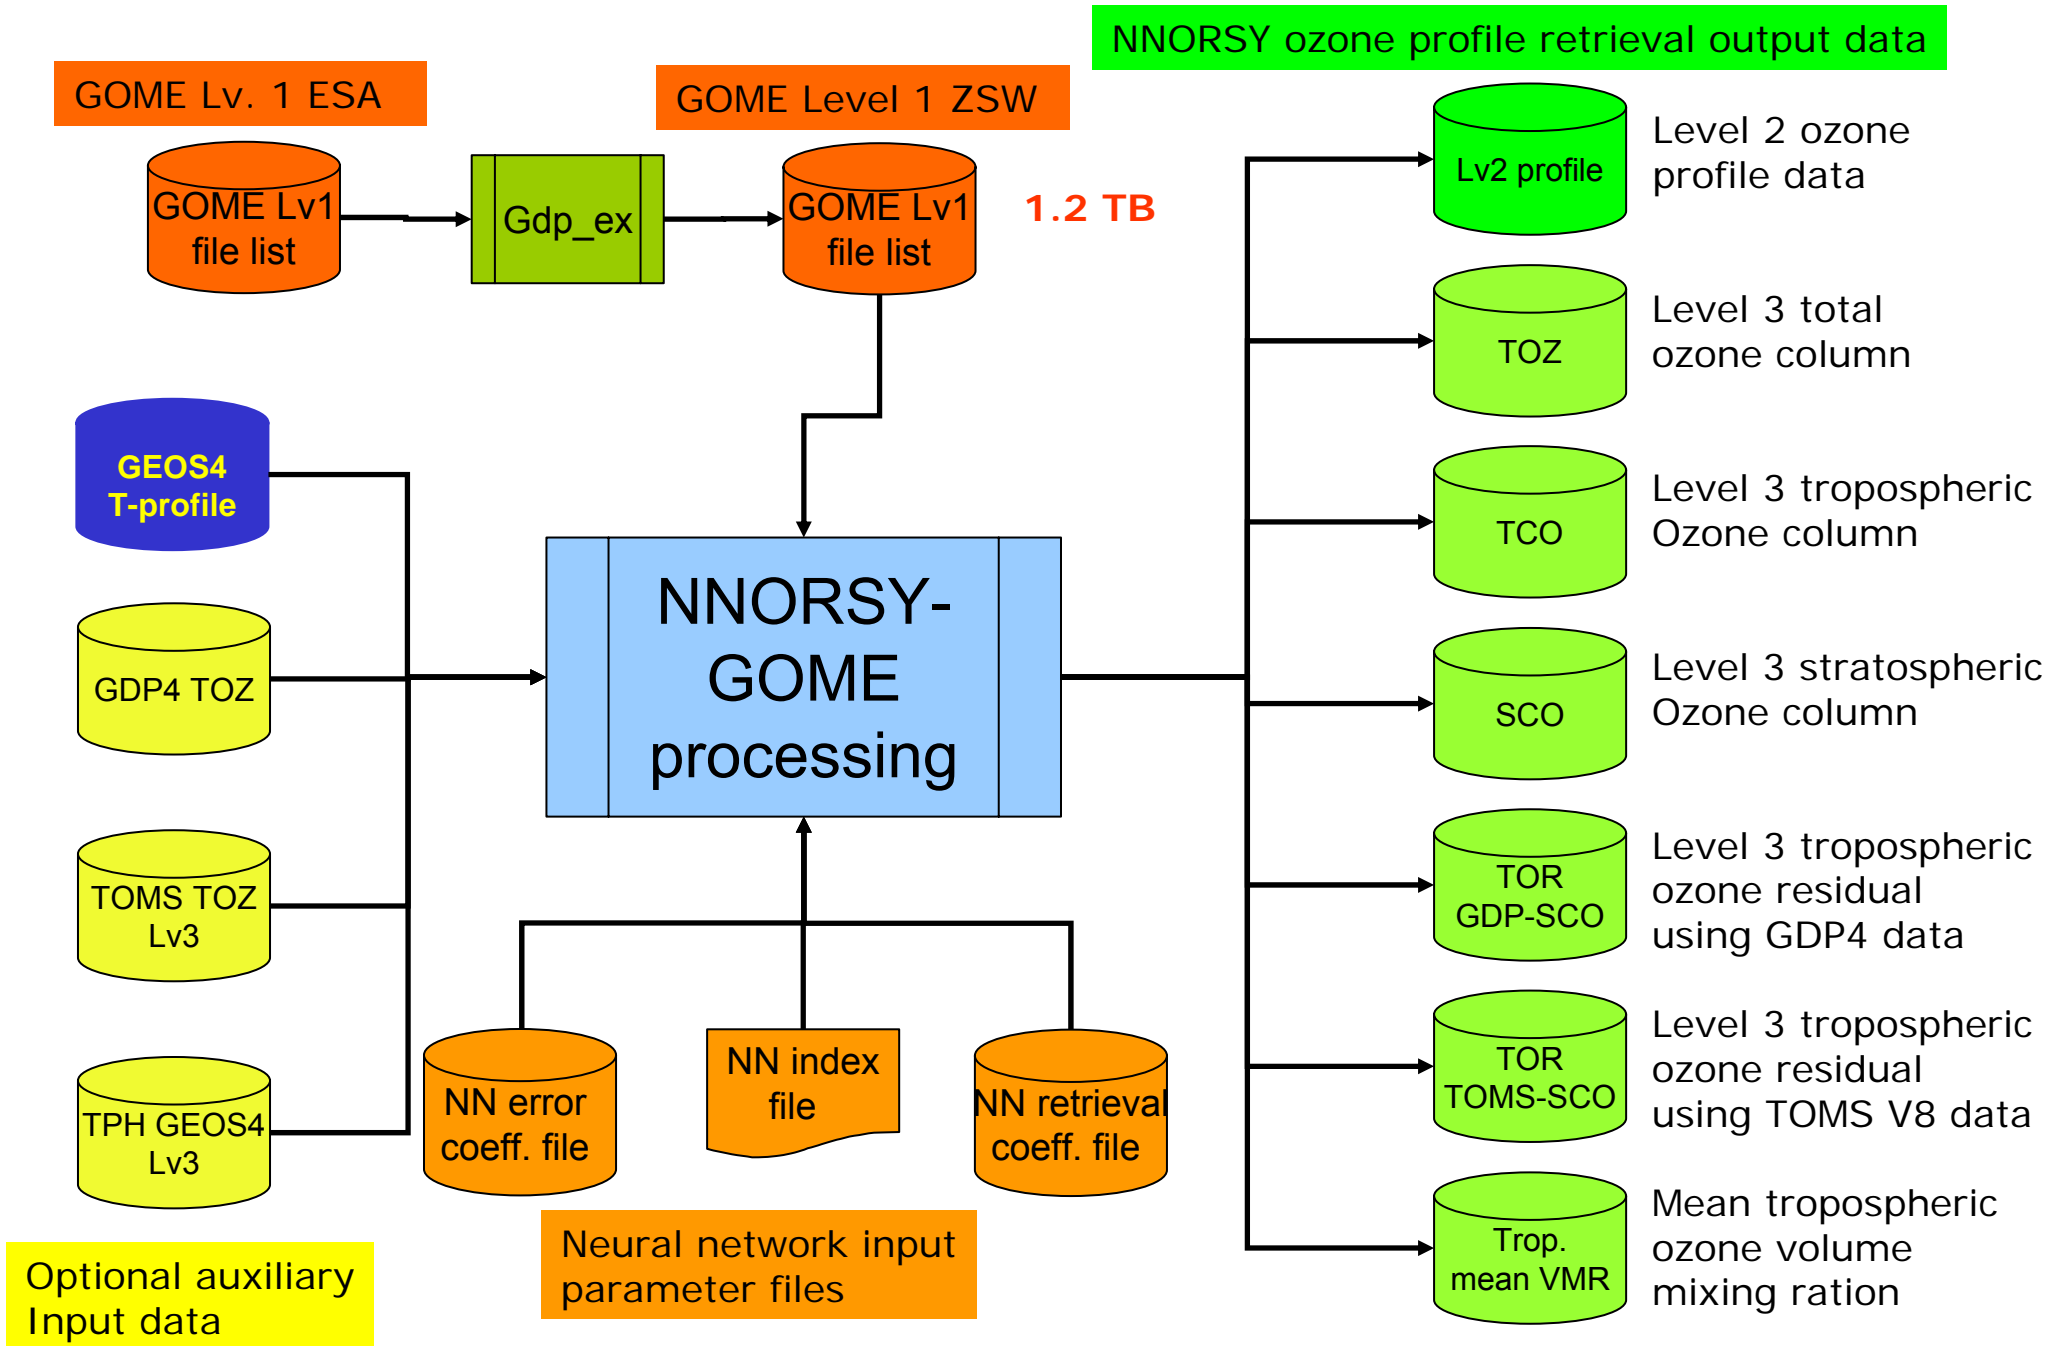 NNORSY ozone profile retrieval output data
GOME Lv. 1 ESA
GOME Level 1 ZSW
GOME Lv1
file list
Gdp_ex
GOME Lv1
file list
1.2 TB
Lv2 profile
Level 2 ozone
profile data
TOZ
Level 3 total
ozone column
GEOS4
T-profile
TCO
Level 3 tropospheric
Ozone column
NNORSY-
GOME
processing
GDP4 TOZ
SCO
Level 3 stratospheric
Ozone column
TOMS TOZ
Lv3
TOR
GDP-SCO
Level 3 tropospheric
ozone residual
using GDP4 data
TPH GEOS4
Lv3
NN error
coeff. file
NN index
file
NN retrieval
coeff. file
TOR
TOMS-SCO
Level 3 tropospheric
ozone residual
using TOMS V8 data
Optional auxiliary
Input data
Neural network input
parameter files
Trop.
mean VMR
Mean tropospheric
ozone volume
mixing ration